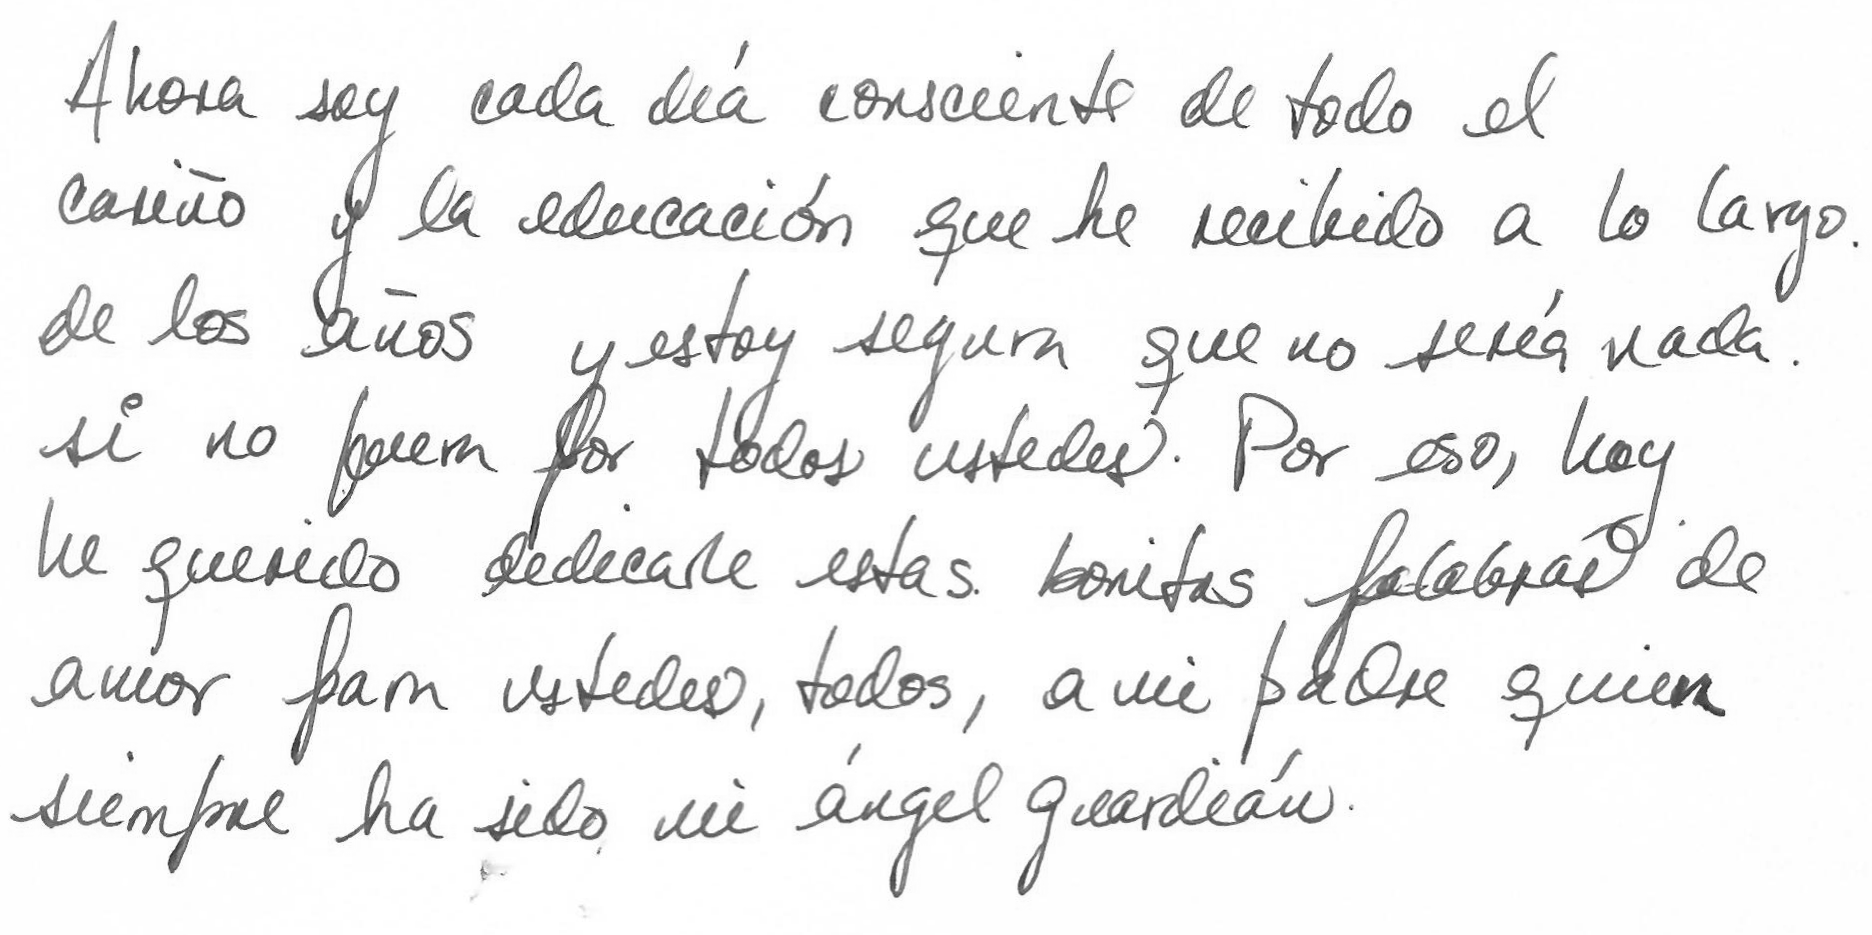 Ahora soy cada día consciente de todo el
cariño y la educación que he recibido a lo largo.
de los años y estoy segura que no sería nada.
si no fuera por todos ustedes. Por eso, hoy
he querido dedicarle estas. bonitas palabras de
amor para ustedes, todos, a mi padre quien
siempre ha sido mi ángel guardián.